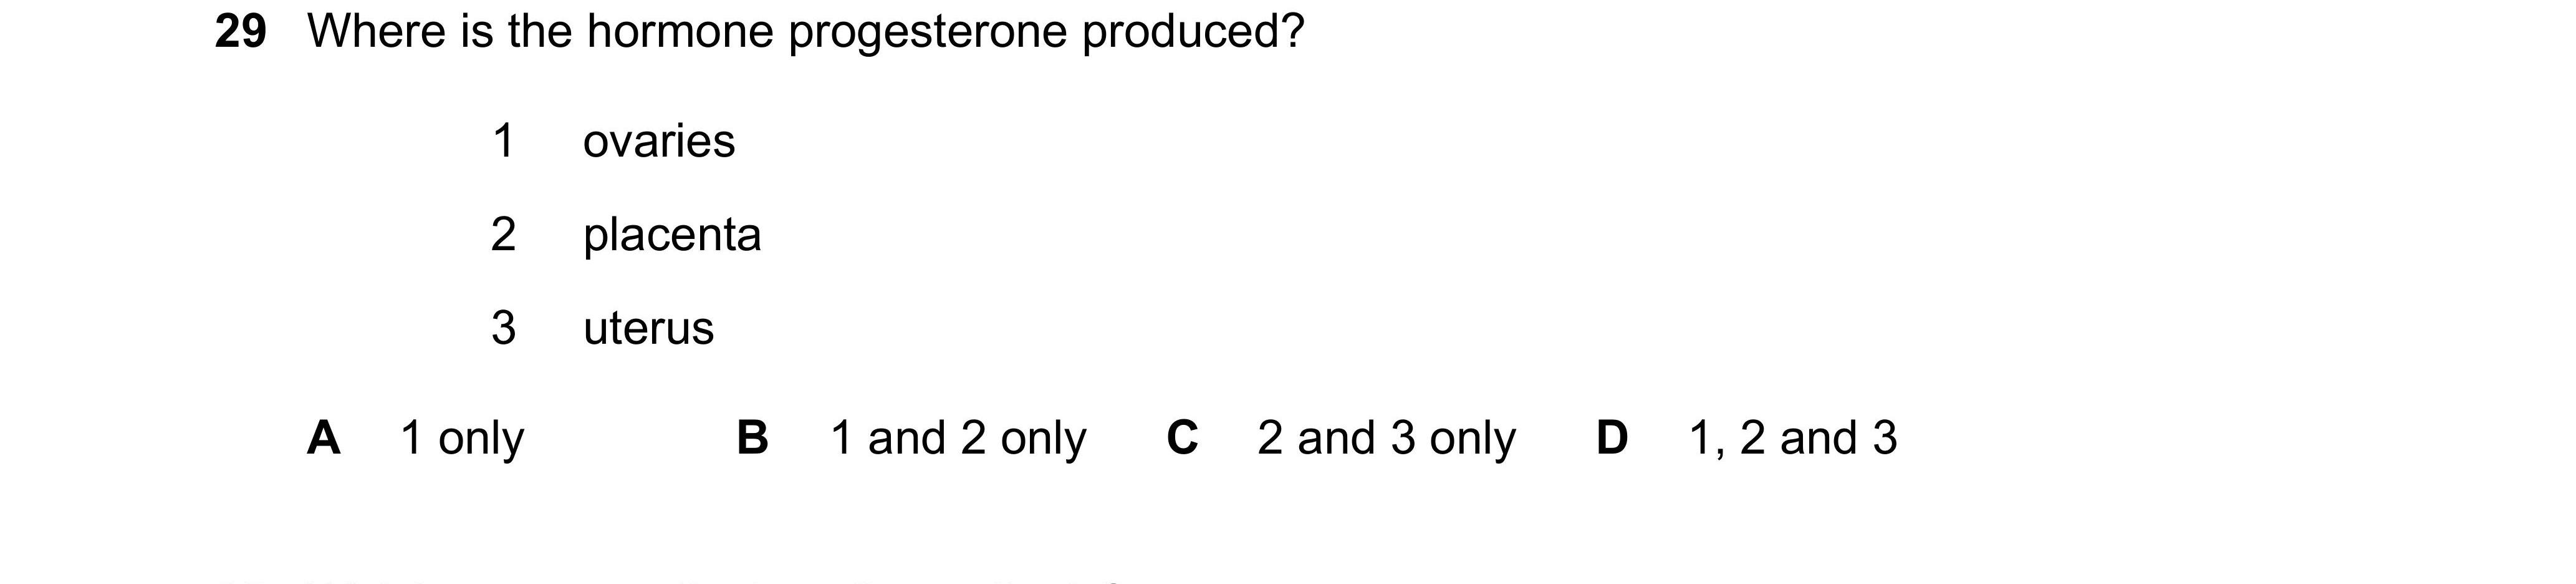 29 Where is the hormone progesterone produced?
1 ovaries
2 placenta
3 uterus
A 1 only B 1 and 2 only C 2 and 3 only D 1, 2 and 3